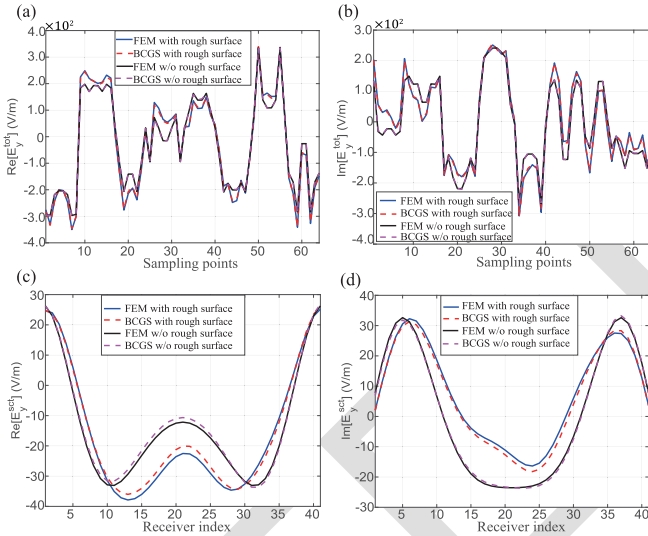 (a)
4.0 ×10²
3.0
2.0
1.0
0.0
-1.0
-2.0
-3.0
-4.0
Re[E_y^tot] (V/m)
FEM with rough surface
BCGS with rough surface
FEM w/o rough surface
BCGS w/o rough surface
10 20 30 40 50 60
Sampling points
(b)
3.0 ×10²
2.0
1.0
0.0
-1.0
-2.0
-3.0
-4.0
Im[E_y^tot] (V/m)
FEM with rough surface
BCGS with rough surface
FEM w/o rough surface
BCGS w/o rough surface
10 20 30 40 50 60
Sampling points
(c)
30
20
10
0
-10
-20
-30
-40
Re[E_y^sct] (V/m)
FEM with rough surface
BCGS with rough surface
FEM w/o rough surface
BCGS w/o rough surface
5 10 15 20 25 30 35 40
Receiver index
(d)
40
30
20
10
0
-10
-20
-30
Im[E_y^sct] (V/m)
FEM with rough surface
BCGS with rough surface
FEM w/o rough surface
BCGS w/o rough surface
5 10 15 20 25 30 35 40
Receiver index